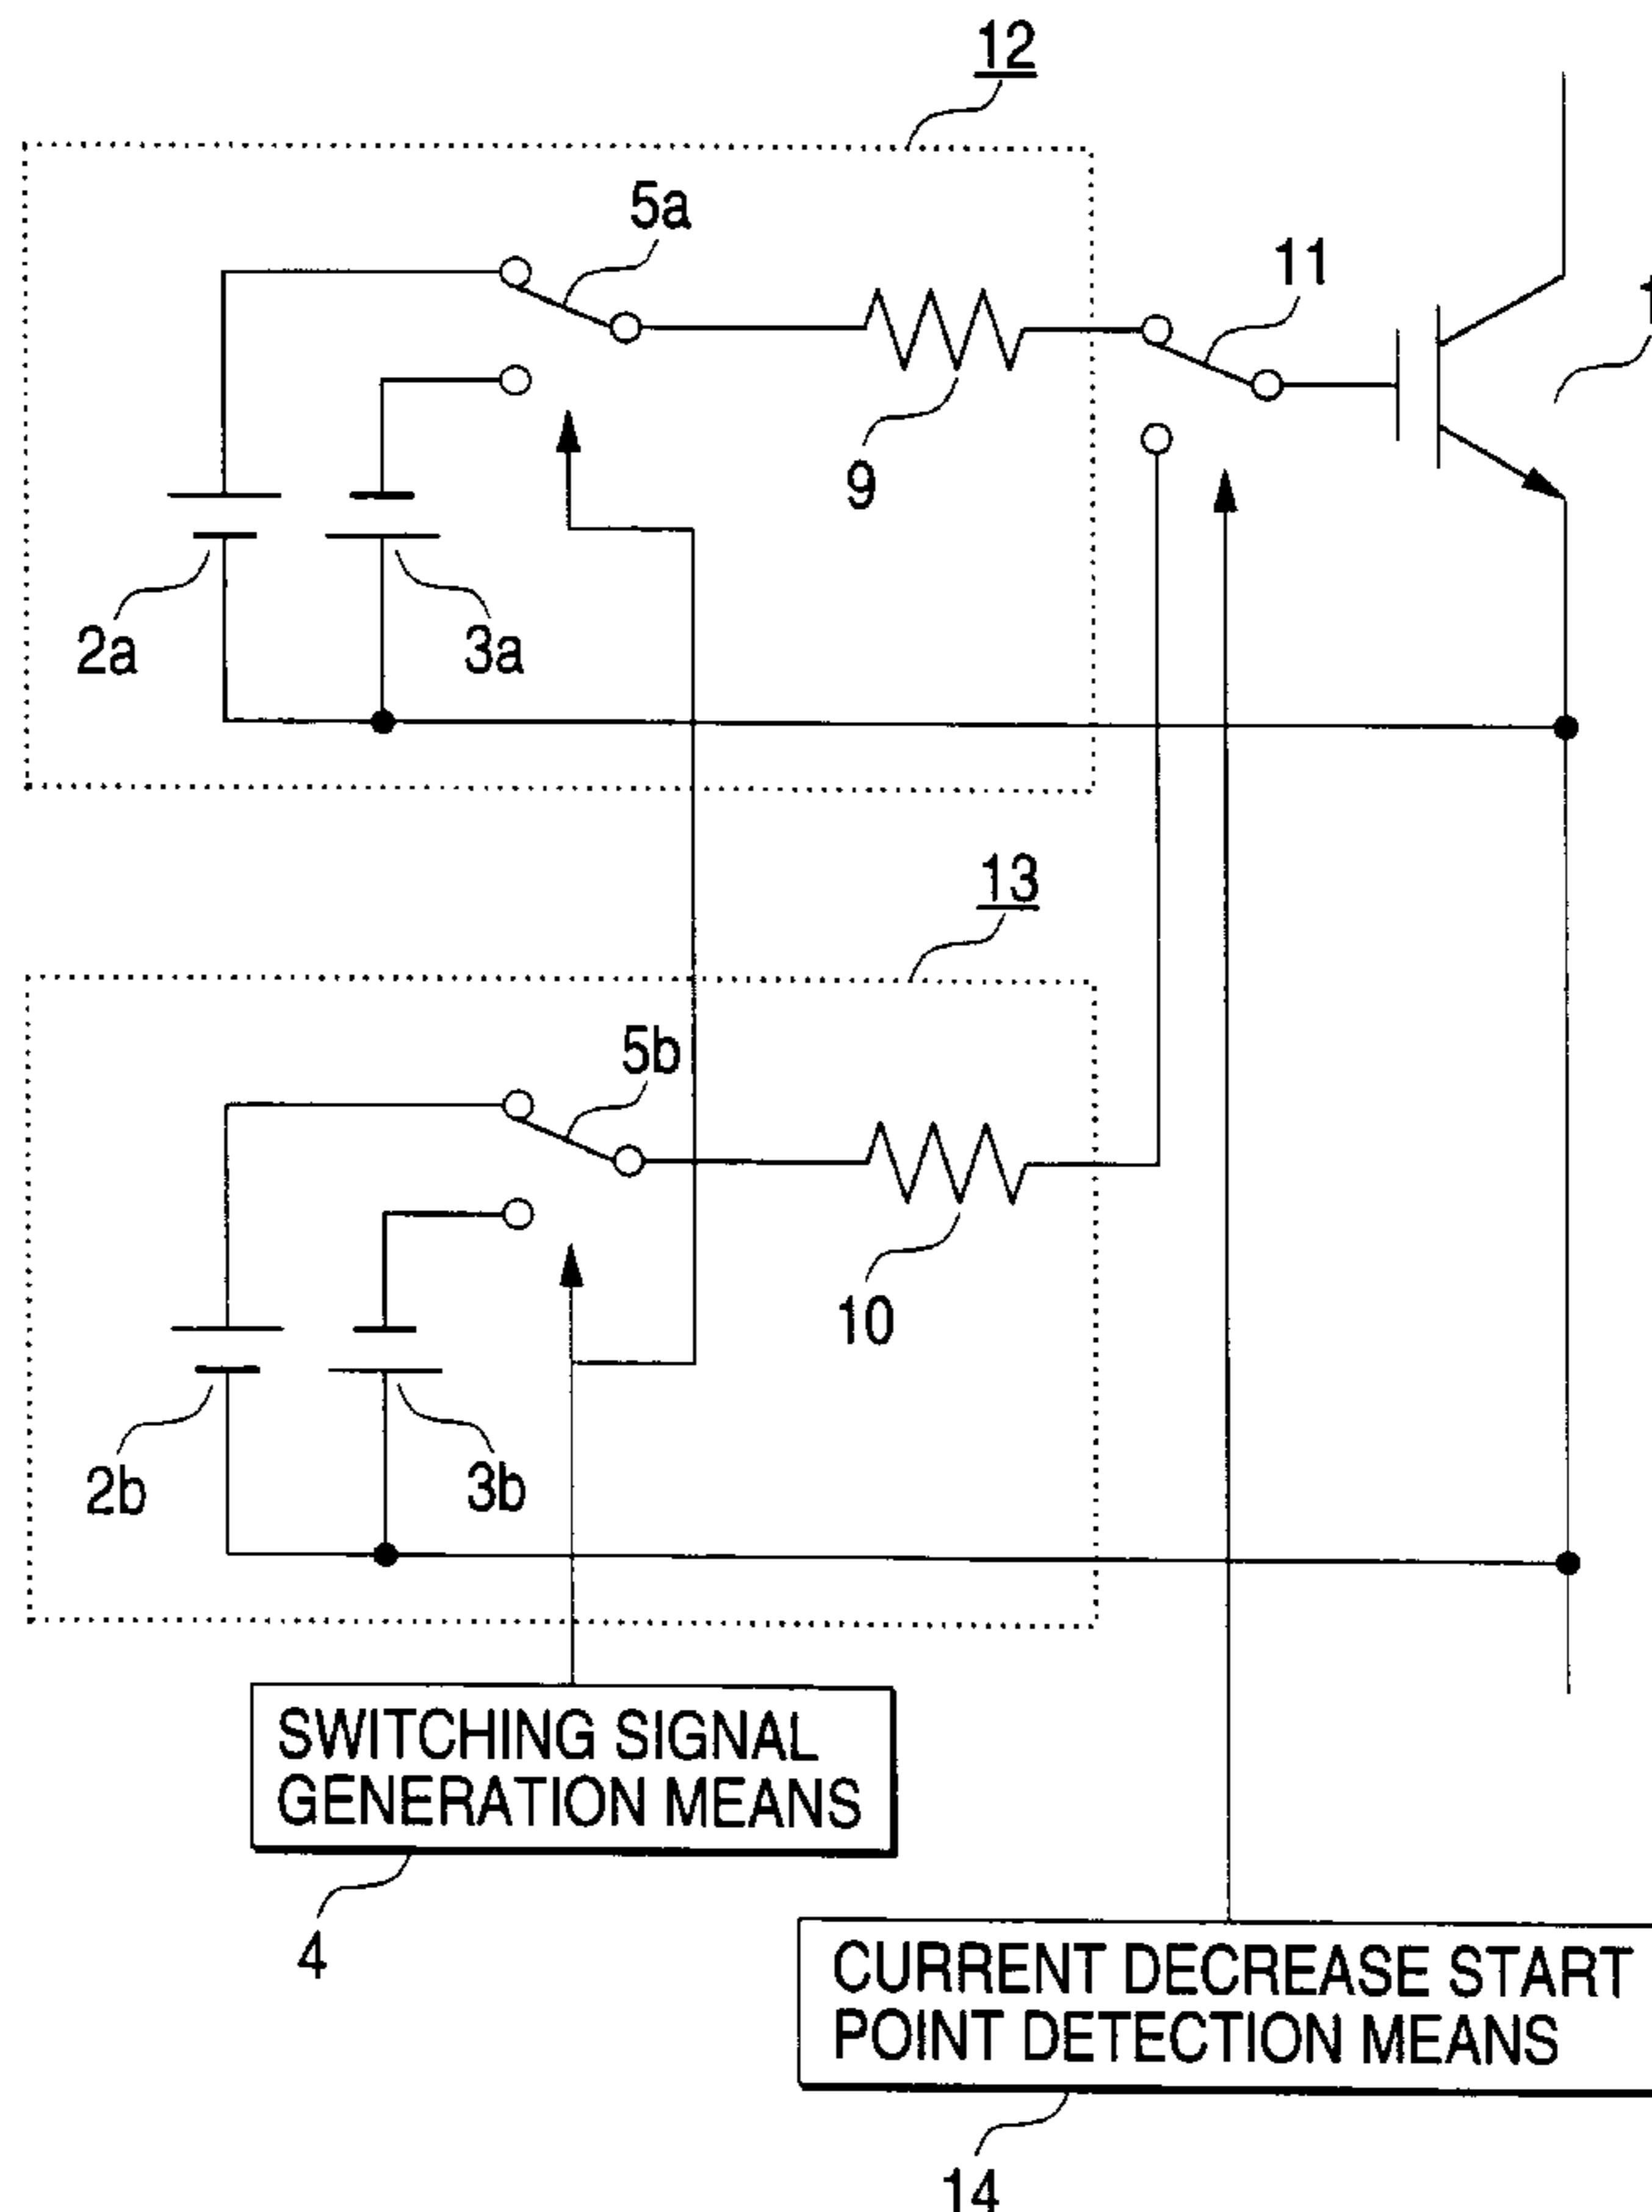 12
5a
11
9
2a
3a
13
5b
10
2b
3b
SWITCHING SIGNAL
GENERATION MEANS
4
CURRENT DECREASE START
POINT DETECTION MEANS
14